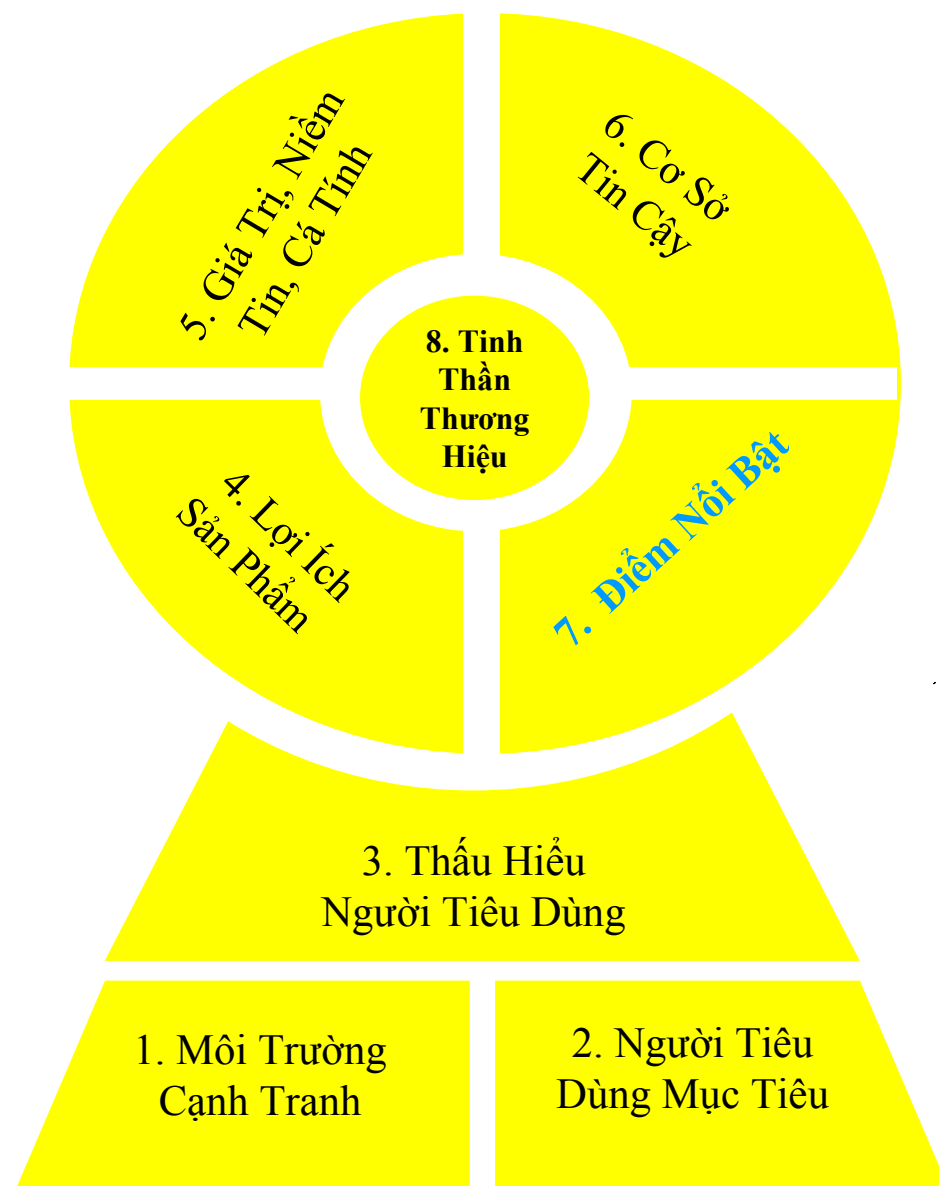 5. Giá Trị, Niềm
Tin, Cá Tính
6. Cơ Sở
Tin Cậy
8. Tinh
Thần
Thương
Hiệu
4. Lợi Ích
Sản Phẩm
7. Điểm Nổi Bật
3. Thấu Hiểu
Người Tiêu Dùng
1. Môi Trường
Cạnh Tranh
2. Người Tiêu
Dùng Mục Tiêu